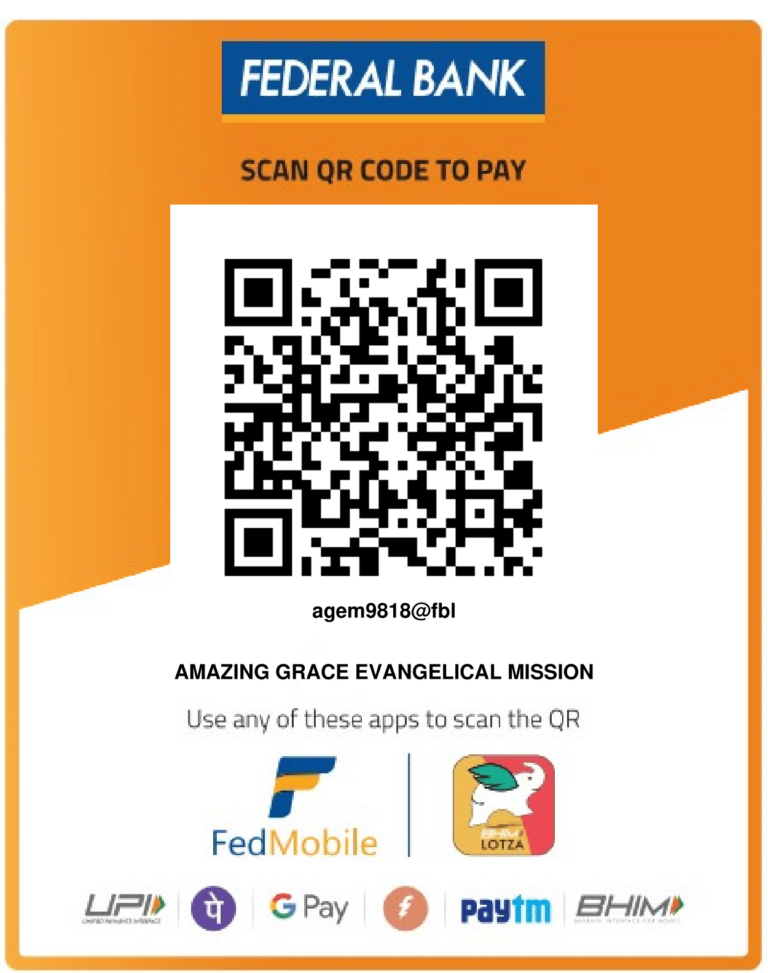 FEDERAL BANK
SCAN QR CODE TO PAY
agem9818@fbl
AMAZING GRACE EVANGELICAL MISSION
Use any of these apps to scan the QR
FedMobile
BHIM
LOTZA
UPI पे G Pay paytm BHIM
UNIFIED PAYMENTS INTERFACE BHARAT INTERFACE FOR MONEY